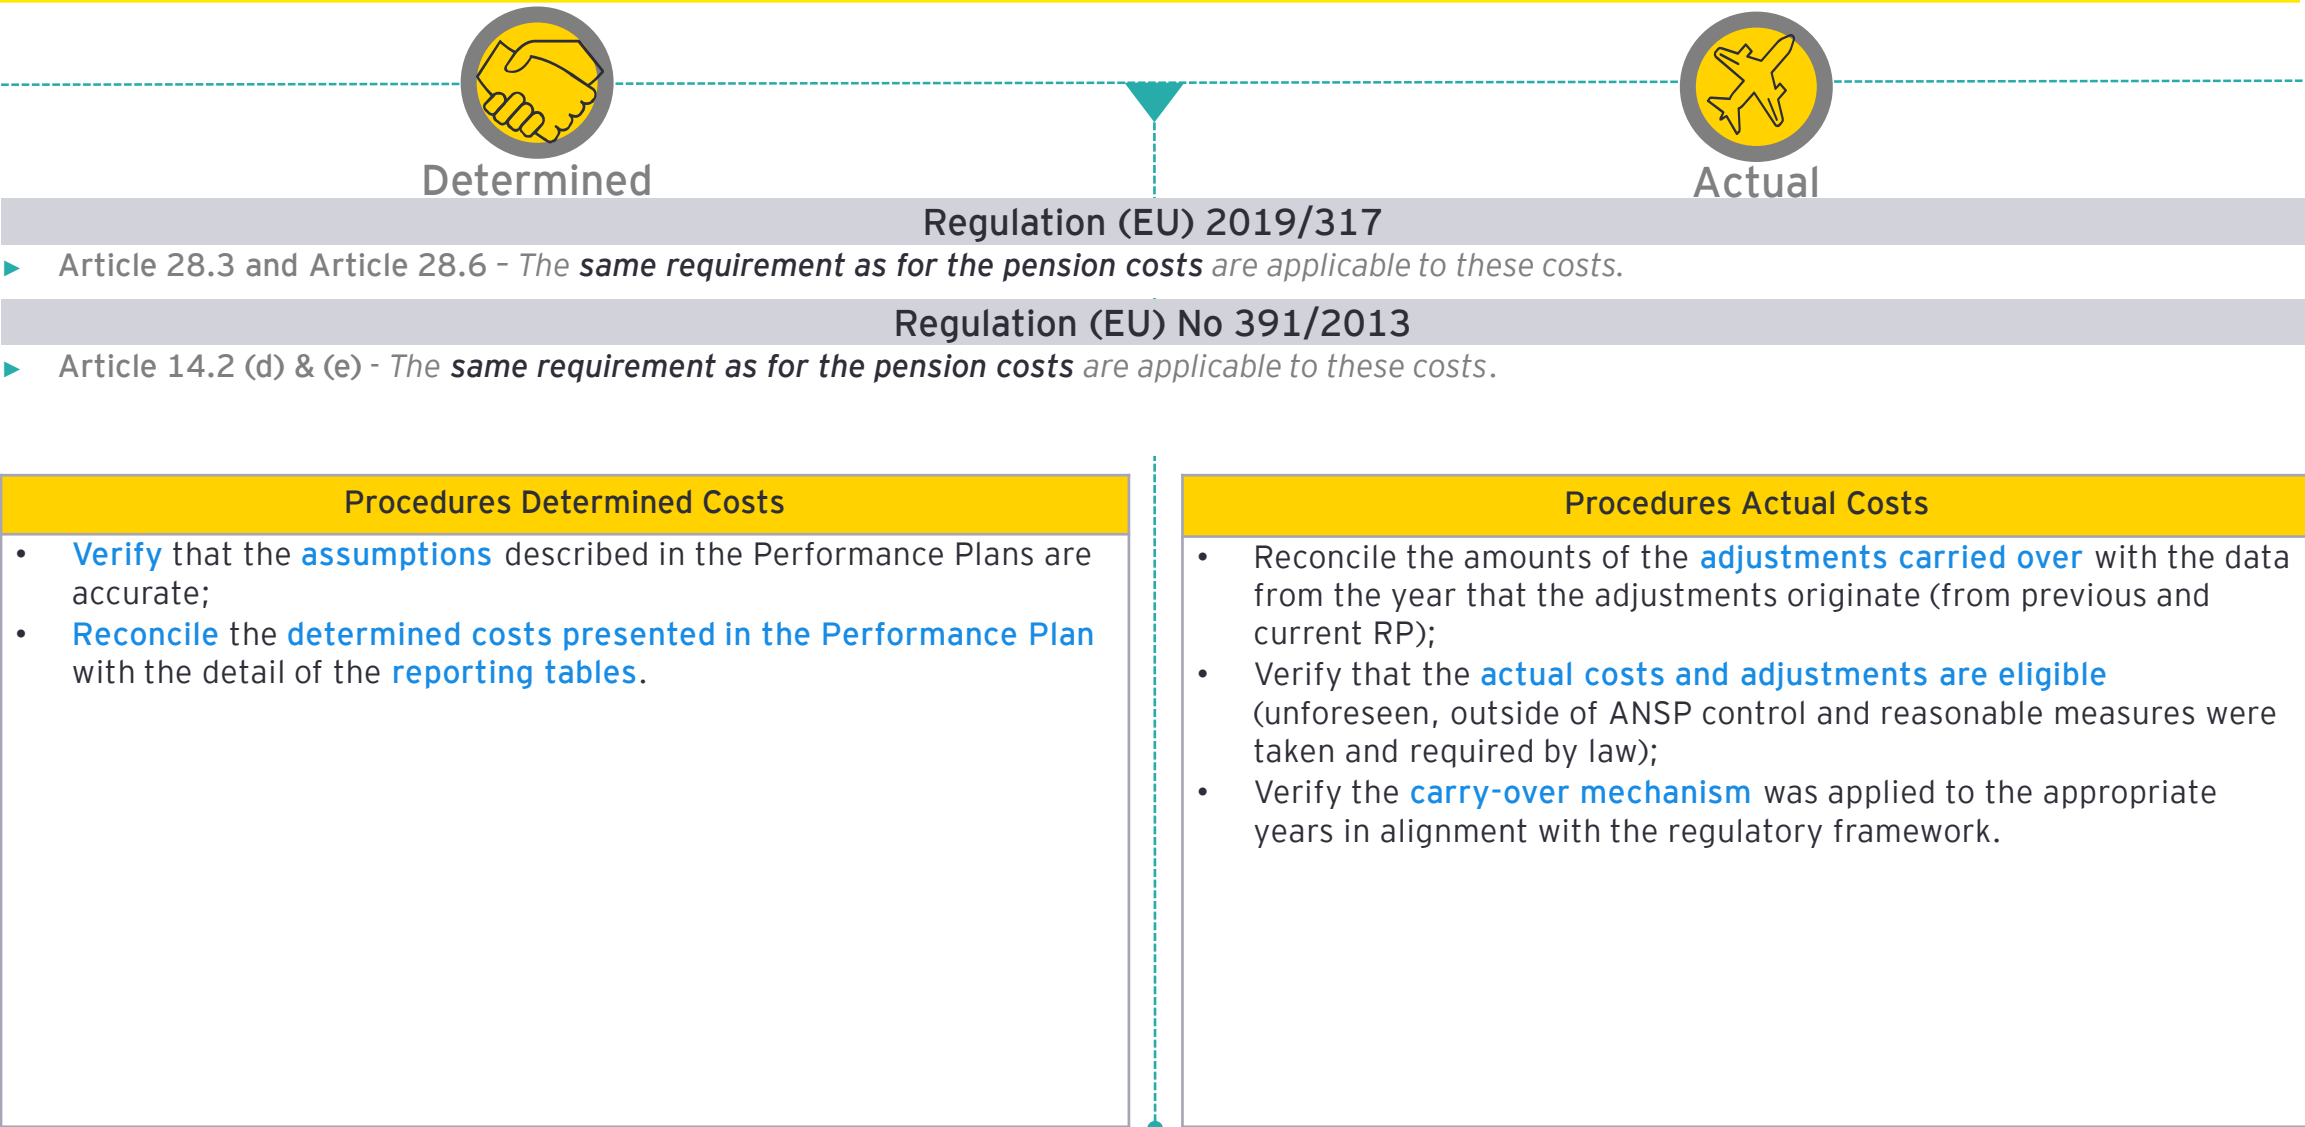 Determined
Actual
Regulation (EU) 2019/317
► Article 28.3 and Article 28.6 – The same requirement as for the pension costs are applicable to these costs.
Regulation (EU) No 391/2013
► Article 14.2 (d) & (e) - The same requirement as for the pension costs are applicable to these costs.
Procedures Determined Costs
• Verify that the assumptions described in the Performance Plans are
accurate;
• Reconcile the determined costs presented in the Performance Plan
with the detail of the reporting tables.
Procedures Actual Costs
• Reconcile the amounts of the adjustments carried over with the data
from the year that the adjustments originate (from previous and
current RP);
• Verify that the actual costs and adjustments are eligible
(unforeseen, outside of ANSP control and reasonable measures were
taken and required by law);
• Verify the carry-over mechanism was applied to the appropriate
years in alignment with the regulatory framework.